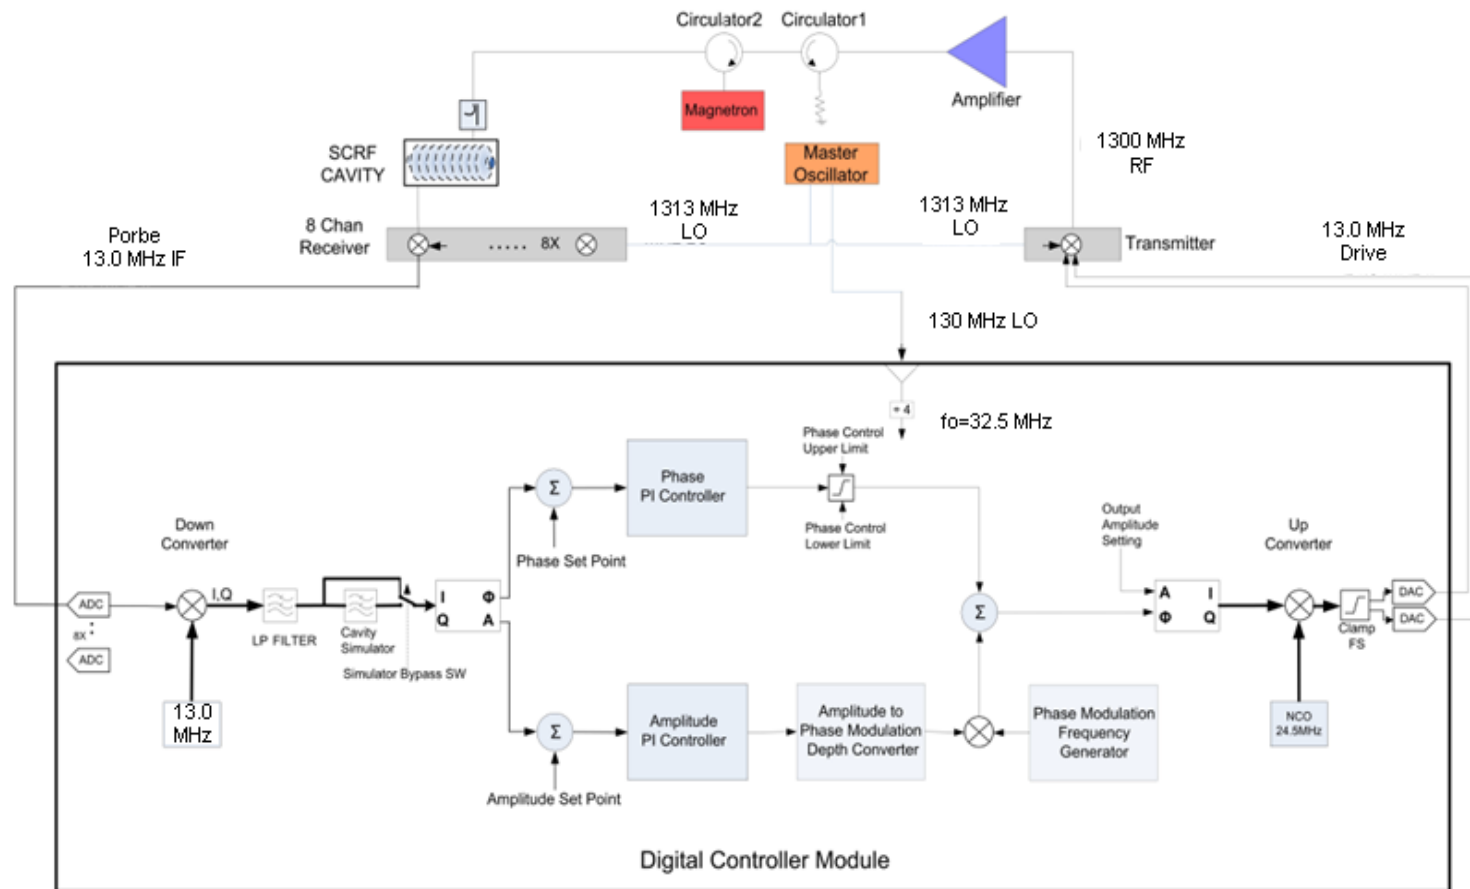 Circulator2
Circulator1
Magnetron
Amplifier
Master
Oscillator
1300 MHz
RF
SCRF
CAVITY
8 Chan
Receiver
1313 MHz
LO
1313 MHz
LO
..... 8X
Transmitter
13.0 MHz
Drive
Porbe
13.0 MHz IF
130 MHz LO
÷ 4
fo=32.5 MHz
Phase Control
Upper Limit
Phase
PI Controller
Σ
Phase Control
Lower Limit
Phase Set Point
Down
Converter
Output
Amplitude
Setting
Up
Converter
ADC
8X
ADC
I,Q
LP FILTER
Cavity
Simulator
Simulator Bypass SW
I Φ
Q A
Σ
A I
Φ Q
Clamp
FS
DAC
DAC
13.0
MHz
Σ
Amplitude
PI Controller
Amplitude to
Phase Modulation
Depth Converter
Phase Modulation
Frequency
Generator
NCO
24.5MHz
Amplitude Set Point
Digital Controller Module